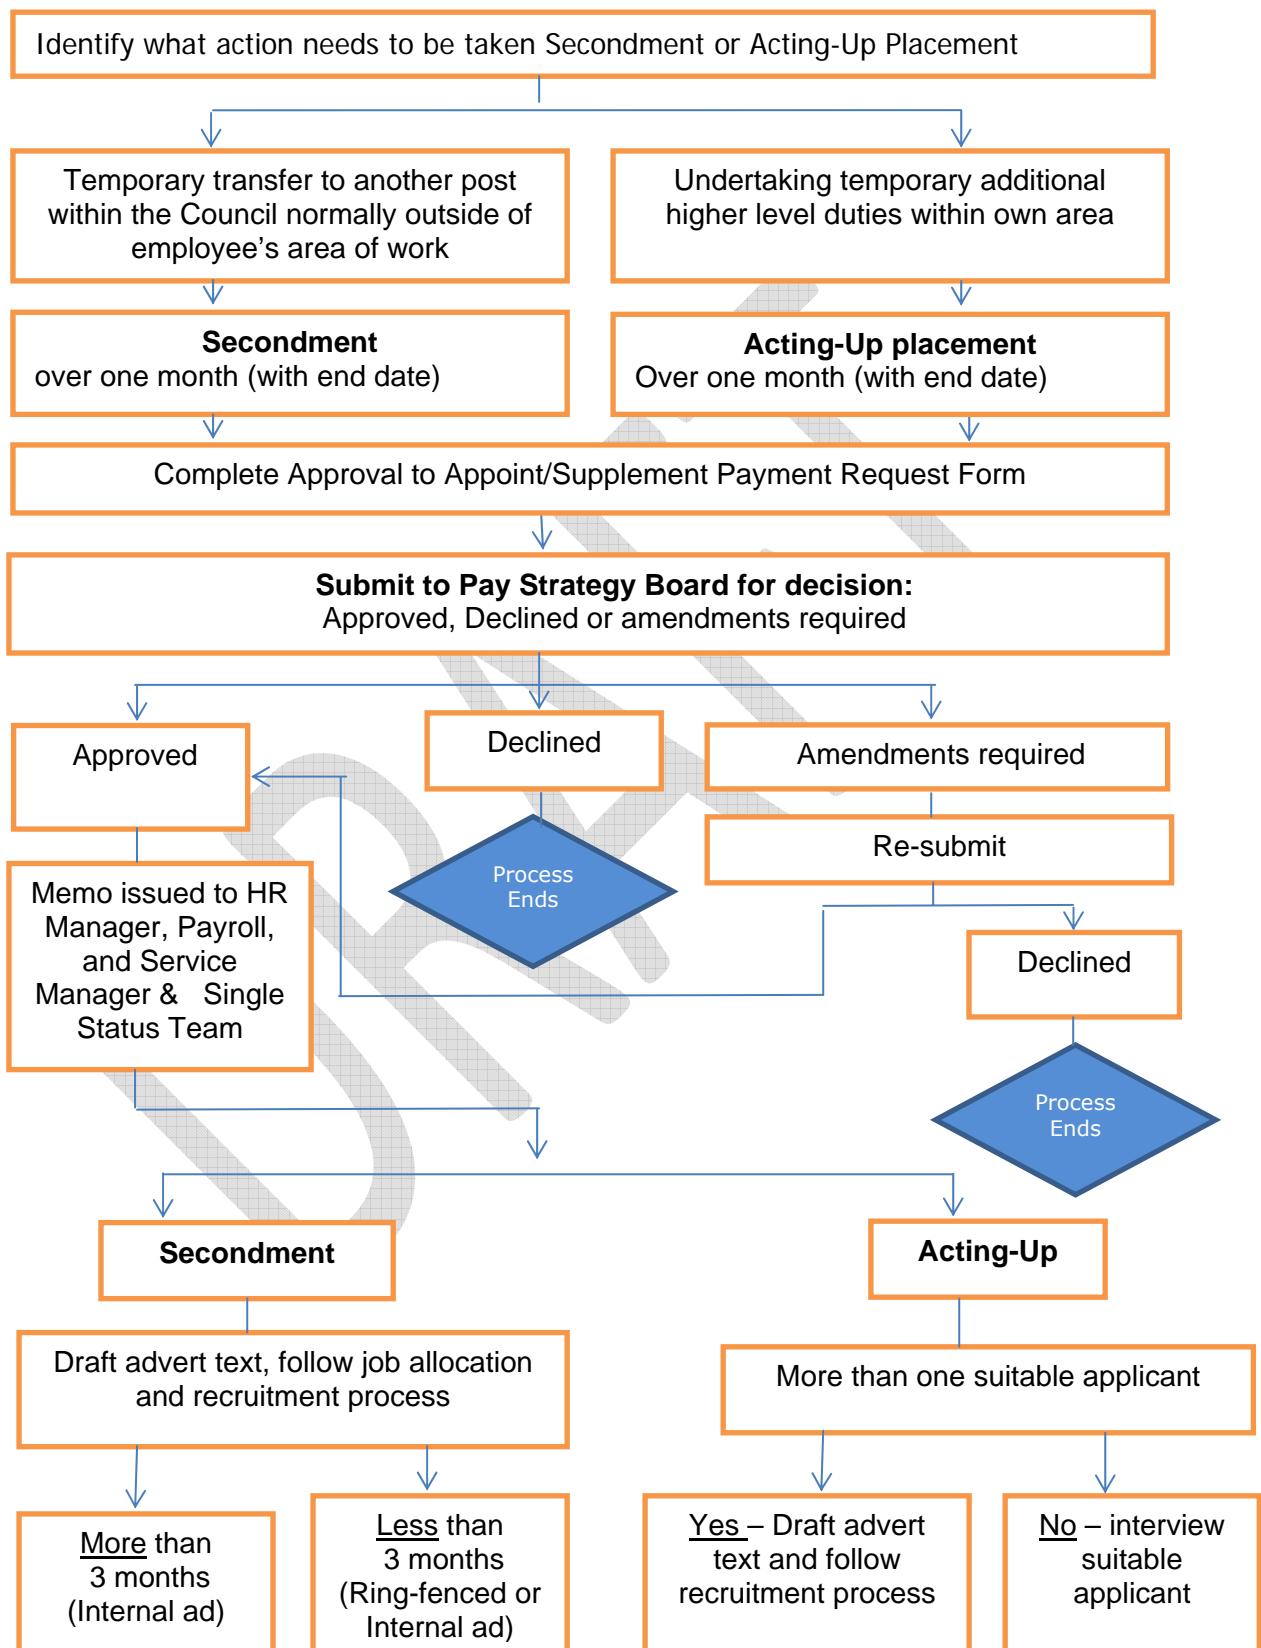 Identify what action needs to be taken Secondment or Acting-Up Placement
Temporary transfer to another post
within the Council normally outside of
employee’s area of work
Undertaking temporary additional
higher level duties within own area
Secondment
over one month (with end date)
Acting-Up placement
Over one month (with end date)
Complete Approval to Appoint/Supplement Payment Request Form
Submit to Pay Strategy Board for decision:
Approved, Declined or amendments required
Approved
Declined
Amendments required
Re-submit
Process
Ends
Memo issued to HR
Manager, Payroll,
and Service
Manager & Single
Status Team
Declined
Process
Ends
Secondment
Acting-Up
Draft advert text, follow job allocation
and recruitment process
More than one suitable applicant
More than
3 months
(Internal ad)
Less than
3 months
(Ring-fenced or
Internal ad)
Yes – Draft advert
text and follow
recruitment process
No – interview
suitable
applicant
DRAFT